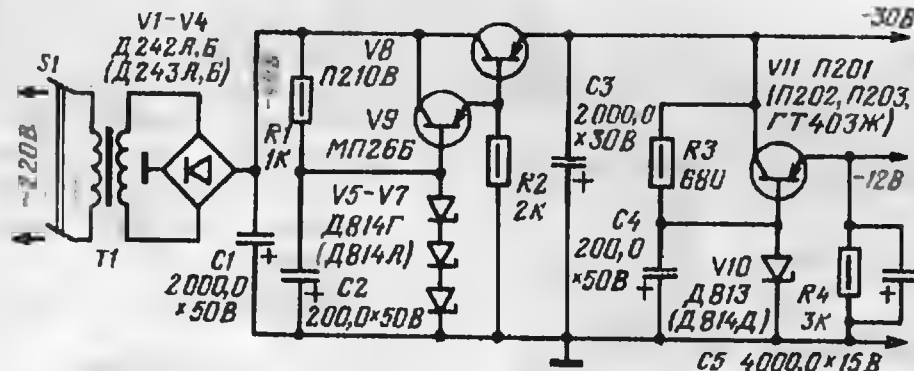 V1-V4
Д242А,Б
(Д243А,Б)
S1
~220В
T1
C1
2000,0
×50В
R1
1К
V8
П210В
V9
МП26Б
V5-V7
Д814Г
(Д814А)
C2
200,0×50В
R2
2К
C3
2000,0
×30В
-30В
V11 П201
(П202, П203,
ГТ403Ж)
R3
680
-12В
C4
200,0
×50В
V10
Д813
(Д814Д)
R4
3К
C5 4000,0×15В